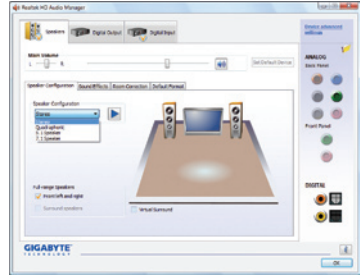 Realtek HD Audio Manager
Speakers
Digital Output
Digital Input
Device advanced settings
Main Volume
L
R
Set Default Device
ANALOG
Back Panel
Speaker Configuration
Sound Effects
Room Correction
Default Format
Speaker Configuration
Stereo
Stereo
Quadraphonic
5.1 Speaker
7.1 Speaker
Front Panel
Full-range Speakers
Front left and right
Surround speakers
Virtual Surround
DIGITAL
GIGABYTE
TECHNOLOGY
OK